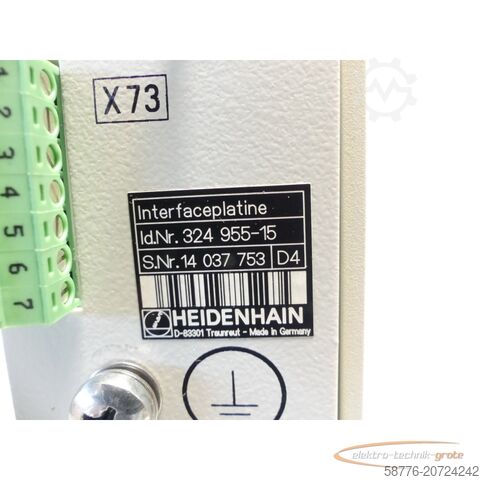 X73
1
2
3
4
5
6
7
Interfaceplatine
Id.Nr. 324 955-15
S.Nr. 14 037 753 D4
HEIDENHAIN
D-83301 Traunreut - Made in Germany
elektro-technik-grote
58776-20724242